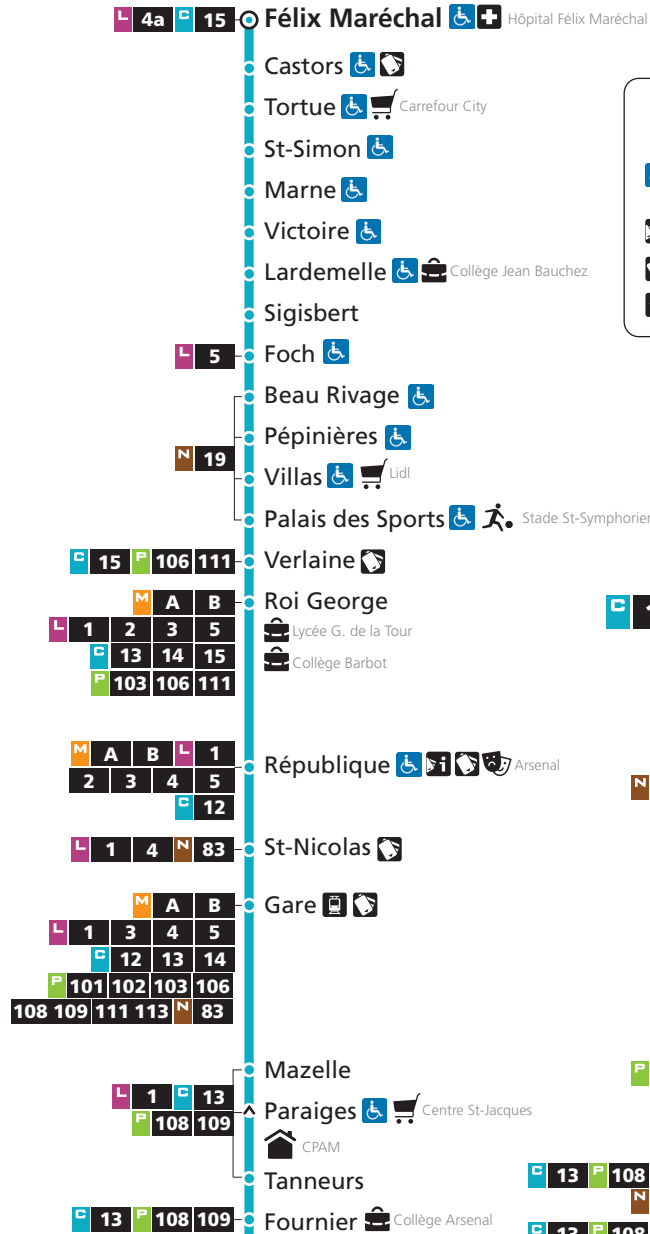 L 4a C 15 Félix Maréchal Hôpital Félix Maréchal
Castors
Tortue Carrefour City
St-Simon
Marne
Victoire
Lardemelle Collège Jean Bauchez
Sigisbert
L 5 Foch
Beau Rivage
Pépinières
N 19
Villas Lidl
Palais des Sports Stade St-Symphorien
C 15 P 106 111 Verlaine
M A B Roi George
L 1 2 3 5 Lycée G. de la Tour
C 13 14 15 Collège Barbot
P 103 106 111
C 1
M A B L 1
République Arsenal
2 3 4 5
C 12
N
L 1 4 N 83 St-Nicolas
M A B Gare
L 1 3 4 5
C 12 13 14
P 101 102 103 106
108 109 111 113 N 83
Mazelle
P
L 1 C 13
P 108 109
Paraiges Centre St-Jacques
CPAM
Tanneurs
C 13 P 108
N
C 13 P 108 109 Fournier Collège Arsenal
C 13 P 108